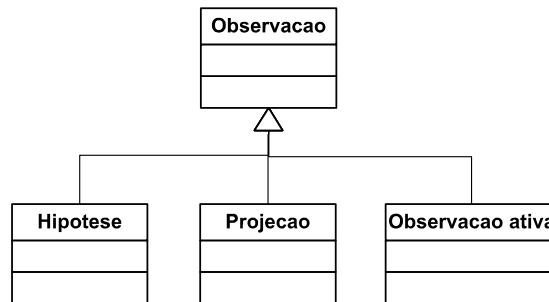 Observacao
Hipotese
Projecao
Observacao ativa